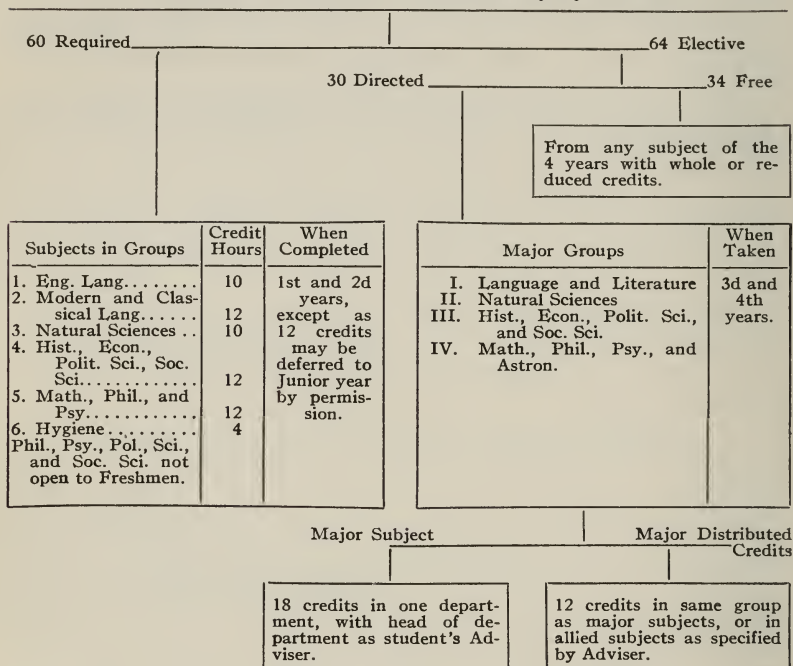 60 Required
64 Elective
30 Directed
34 Free
From any subject of the
4 years with whole or re-
duced credits.
Subjects in Groups
Credit
Hours
When
Completed
1. Eng. Lang........ 10
2. Modern and Clas-
sical Lang...... 12
3. Natural Sciences .. 10
4. Hist., Econ.,
Polit. Sci., Soc.
Sci............ 12
5. Math., Phil., and
Psy........... 12
6. Hygiene......... 4
Phil., Psy., Pol., Sci.,
and Soc. Sci. not
open to Freshmen.
1st and 2d
years,
except as
12 credits
may be
deferred to
Junior year
by permis-
sion.
Major Groups
When
Taken
I. Language and Literature
II. Natural Sciences
III. Hist., Econ., Polit. Sci.,
and Soc. Sci.
IV. Math., Phil., Psy., and
Astron.
3d and
4th
years.
Major Subject
Major Distributed
Credits
18 credits in one depart-
ment, with head of de-
partment as student's Ad-
viser.
12 credits in same group
as major subjects, or in
allied subjects as specified
by Adviser.